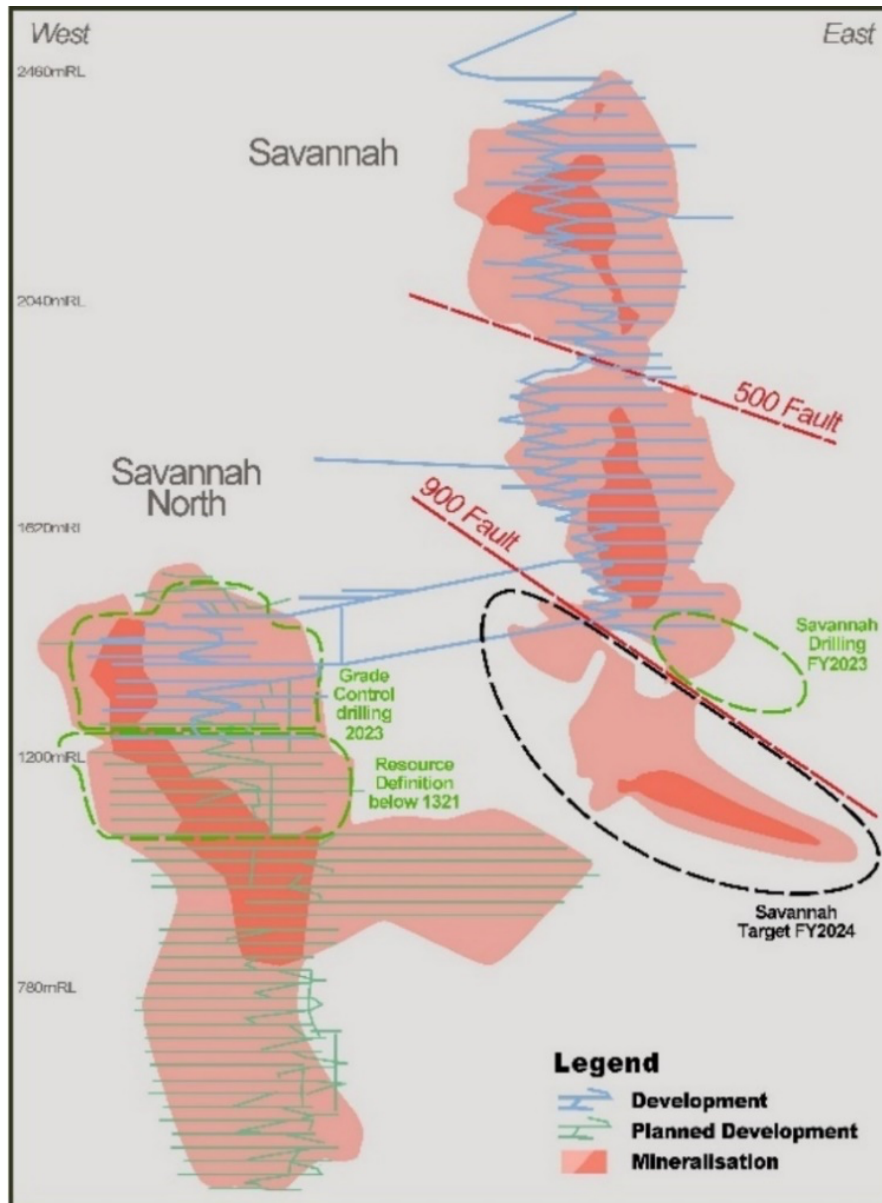 West
East
2460mRL
Savannah
2040mRL
500 Fault
Savannah
North
900 Fault
1620mRL
Savannah
Drilling
FY2023
Grade
Control
drilling
2023
1200mRL
Resource
Definition
below 1321
Savannah
Target FY2024
780mRL
Legend
Development
Planned Development
Mineralisation